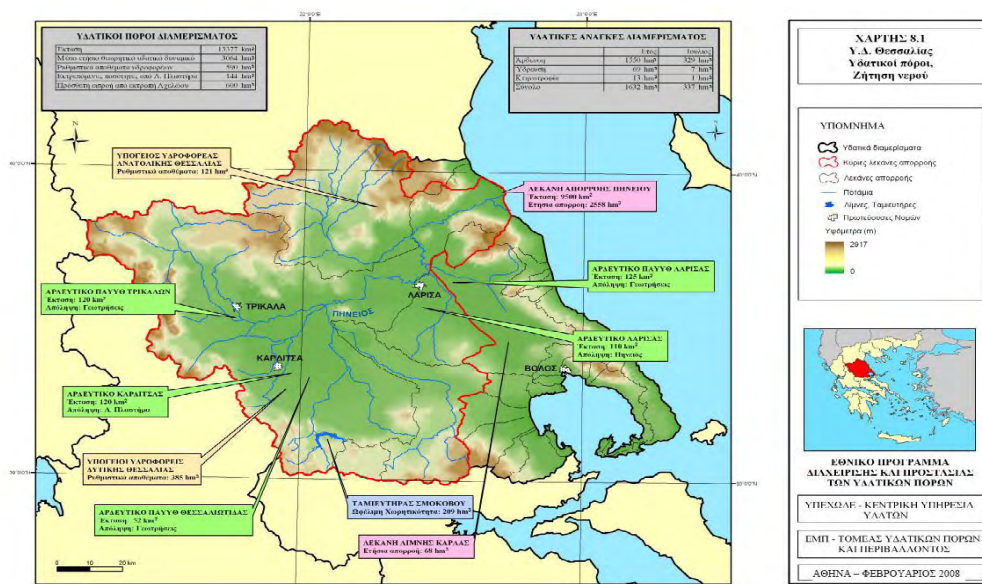 ΥΔΑΤΙΚΟΙ ΠΟΡΟΙ ΔΙΑΜΕΡΙΣΜΑΤΟΣ
Έκταση 13377 km²
Μέσο ετήσιο θεωρητικό υδατικό δυναμικό 3064 hm³
Ρυθμιστικά αποθέματα υδροφορέων 590 hm³
Εκτρεπόμενες ποσότητες από Λ. Πλαστήρα 144 hm³
Πρόσθετη εισροή από εκτροπή Αχελώου 600 hm³
22°0'0"Ε
ΥΔΑΤΙΚΕΣ ΑΝΑΓΚΕΣ ΔΙΑΜΕΡΙΣΜΑΤΟΣ
Έτος Ιούλιος
Άρδευση 1550 hm³ 329 hm³
Ύδρευση 69 hm³ 7 hm³
Κτηνοτροφία 13 hm³ 1 hm³
Σύνολο 1632 hm³ 337 hm³
N
ΥΠΟΓΕΙΟΣ ΥΔΡΟΦΟΡΕΑΣ
ΑΝΑΤΟΛΙΚΗΣ ΘΕΣΣΑΛΙΑΣ
Ρυθμιστικά αποθέματα: 121 hm³
ΛΕΚΑΝΗ ΑΠΟΡΡΟΗΣ ΠΗΝΕΙΟΥ
Έκταση: 9500 km²
Ετήσια απορροή: 2558 hm³
ΑΡΔΕΥΤΙΚΟ ΠΑΥΥΘ ΛΑΡΙΣΑΣ
Έκταση: 125 km²
Απόληψη: Γεωτρήσεις
ΑΡΔΕΥΤΙΚΟ ΠΑΥΥΘ ΤΡΙΚΑΛΩΝ
Έκταση: 120 km²
Απόληψη: Γεωτρήσεις
ΤΡΙΚΑΛΑ
ΛΑΡΙΣΑ
ΠΗΝΕΙΟΣ
ΑΡΔΕΥΤΙΚΟ ΛΑΡΙΣΑΣ
Έκταση: 110 km²
Απόληψη: Πηνειός
ΚΑΡΔΙΤΣΑ
ΒΟΛΟΣ
ΑΡΔΕΥΤΙΚΟ ΚΑΡΔΙΤΣΑΣ
Έκταση: 120 km²
Απόληψη: Λ. Πλαστήρα
ΥΠΟΓΕΙΟΙ ΥΔΡΟΦΟΡΕΙΣ
ΔΥΤΙΚΗΣ ΘΕΣΣΑΛΙΑΣ
Ρυθμιστικά αποθέματα: 385 hm³
ΑΡΔΕΥΤΙΚΟ ΠΑΥΥΘ ΘΕΣΣΑΛΙΩΤΙΔΑΣ
Έκταση: 52 km²
Απόληψη: Γεωτρήσεις
ΤΑΜΙΕΥΤΗΡΑΣ ΣΜΟΚΟΒΟΥ
Ωφέλιμη Χωρητικότητα: 209 hm³
ΛΕΚΑΝΗ ΛΙΜΝΗΣ ΚΑΡΛΑΣ
Ετήσια απορροή: 68 hm³
0 10 20 km
ΧΑΡΤΗΣ 8.1
Υ.Δ. Θεσσαλίας
Υδατικοί πόροι,
Ζήτηση νερού
ΥΠΟΜΝΗΜΑ
Υδατικά διαμερίσματα
Κύριες λεκάνες απορροής
Λεκάνες απορροής
Ποτάμια
Λίμνες, Ταμιευτήρες
Πρωτεύουσες Νομών
Υψόμετρα (m)
2917
0
ΕΘΝΙΚΟ ΠΡΟΓΡΑΜΜΑ
ΔΙΑΧΕΙΡΙΣΗΣ ΚΑΙ ΠΡΟΣΤΑΣΙΑΣ
ΤΩΝ ΥΔΑΤΙΚΩΝ ΠΟΡΩΝ
ΥΠΕΧΩΔΕ - ΚΕΝΤΡΙΚΗ ΥΠΗΡΕΣΙΑ
ΥΔΑΤΩΝ
ΕΜΠ - ΤΟΜΕΑΣ ΥΔΑΤΙΚΩΝ ΠΟΡΩΝ
ΚΑΙ ΠΕΡΙΒΑΛΛΟΝΤΟΣ
ΑΘΗΝΑ – ΦΕΒΡΟΥΑΡΙΟΣ 2008